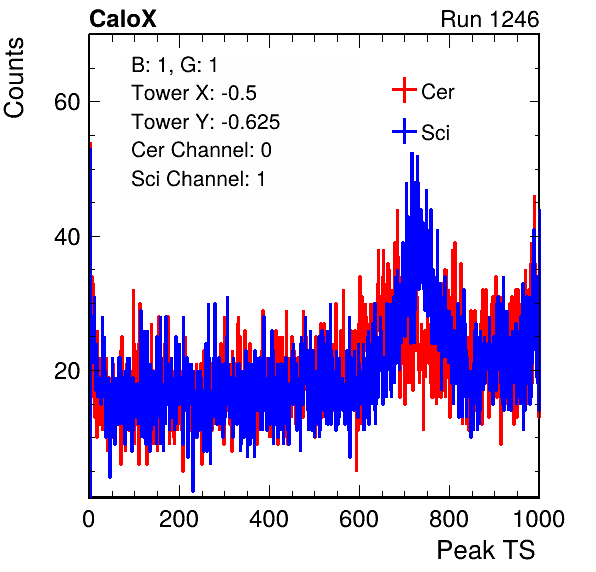 CaloX
Run 1246
Counts
B: 1, G: 1
Tower X: -0.5
Tower Y: -0.625
Cer Channel: 0
Sci Channel: 1
Cer
Sci
60
40
20
0 200 400 600 800 1000
Peak TS